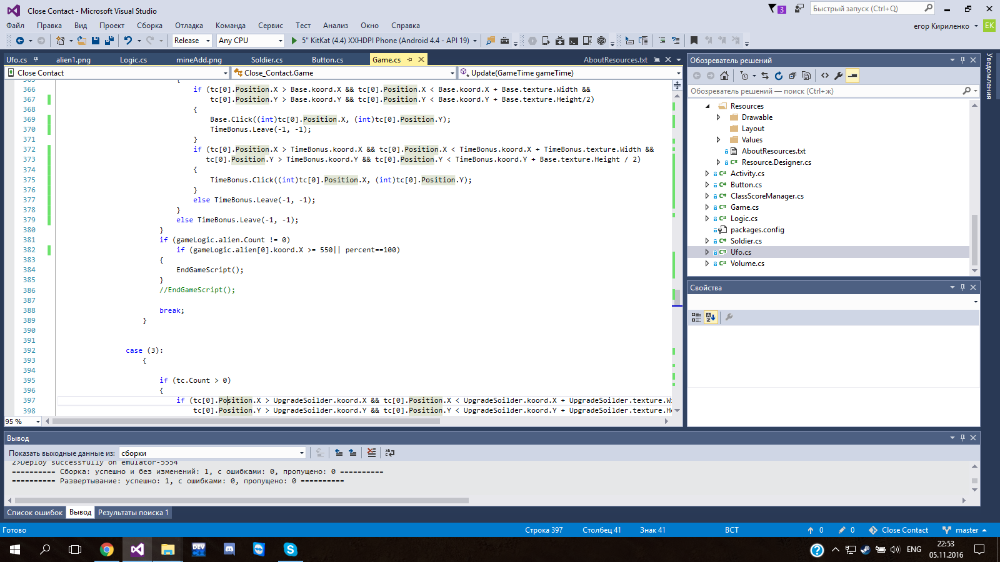 Close Contact - Microsoft Visual Studio
3
Быстрый запуск (Ctrl+Q)
Файл Правка Вид Проект Сборка Отладка Команда Сервис Тест Анализ Окно Справка
егор Кириленко EK
Release Any CPU 5" KitKat (4.4) XXHDPI Phone (Android 4.4 - API 19)
Ufo.cs alien1.png Logic.cs mineAdd.png Soldier.cs Button.cs Game.cs AboutResources.txt
Close Contact Close_Contact.Game Update(GameTime gameTime)
366 if (tc[0].Position.X > Base.koord.X && tc[0].Position.X < Base.koord.X + Base.texture.Width &&
367 tc[0].Position.Y > Base.koord.Y && tc[0].Position.Y < Base.koord.Y + Base.texture.Height/2)
368 {
369 Base.Click((int)tc[0].Position.X, (int)tc[0].Position.Y);
370 TimeBonus.Leave(-1, -1);
371 }
372 if (tc[0].Position.X > TimeBonus.koord.X && tc[0].Position.X < TimeBonus.koord.X + TimeBonus.texture.Width &&
373 tc[0].Position.Y > TimeBonus.koord.Y && tc[0].Position.Y < TimeBonus.koord.Y + Base.texture.Height / 2)
374 {
375 TimeBonus.Click((int)tc[0].Position.X, (int)tc[0].Position.Y);
376 }
377 else TimeBonus.Leave(-1, -1);
378 }
379 else TimeBonus.Leave(-1, -1);
380 }
381 if (gameLogic.alien.Count != 0)
382 if (gameLogic.alien[0].koord.X >= 550|| percent==100)
383 {
384 EndGameScript();
385 }
386 //EndGameScript();
387
388 break;
389 }
390
391
392 case (3):
393 {
394
395 if (tc.Count > 0)
396 {
397 if (tc[0].Position.X > UpgradeSoilder.koord.X && tc[0].Position.X < UpgradeSoilder.koord.X + UpgradeSoilder.texture.Wi
398 tc[0].Position.Y > UpgradeSoilder.koord.Y && tc[0].Position.Y < UpgradeSoilder.koord.Y + UpgradeSoilder.texture.He
95 %
Обозреватель решений
Обозреватель решений — поиск (Ctrl+ж)
Resources
Drawable
Layout
Values
AboutResources.txt
Resource.Designer.cs
Activity.cs
Button.cs
ClassScoreManager.cs
Game.cs
Logic.cs
packages.config
Soldier.cs
Ufo.cs
Volume.cs
Свойства
Уведомления
Вывод
Показать выходные данные из: сборки
2>Deploy successfully on emulator-5554
========== Сборка: успешно и без изменений: 1, с ошибками: 0, пропущено: 0 ==========
========== Развертывание: успешно: 1, с ошибками: 0, пропущено: 0 ==========
Список ошибок Вывод Результаты поиска 1
Готово Строка 397 Столбец 41 Знак 41 ВСТ 0 0 Close Contact master
DEV
ENG
22:53
05.11.2016